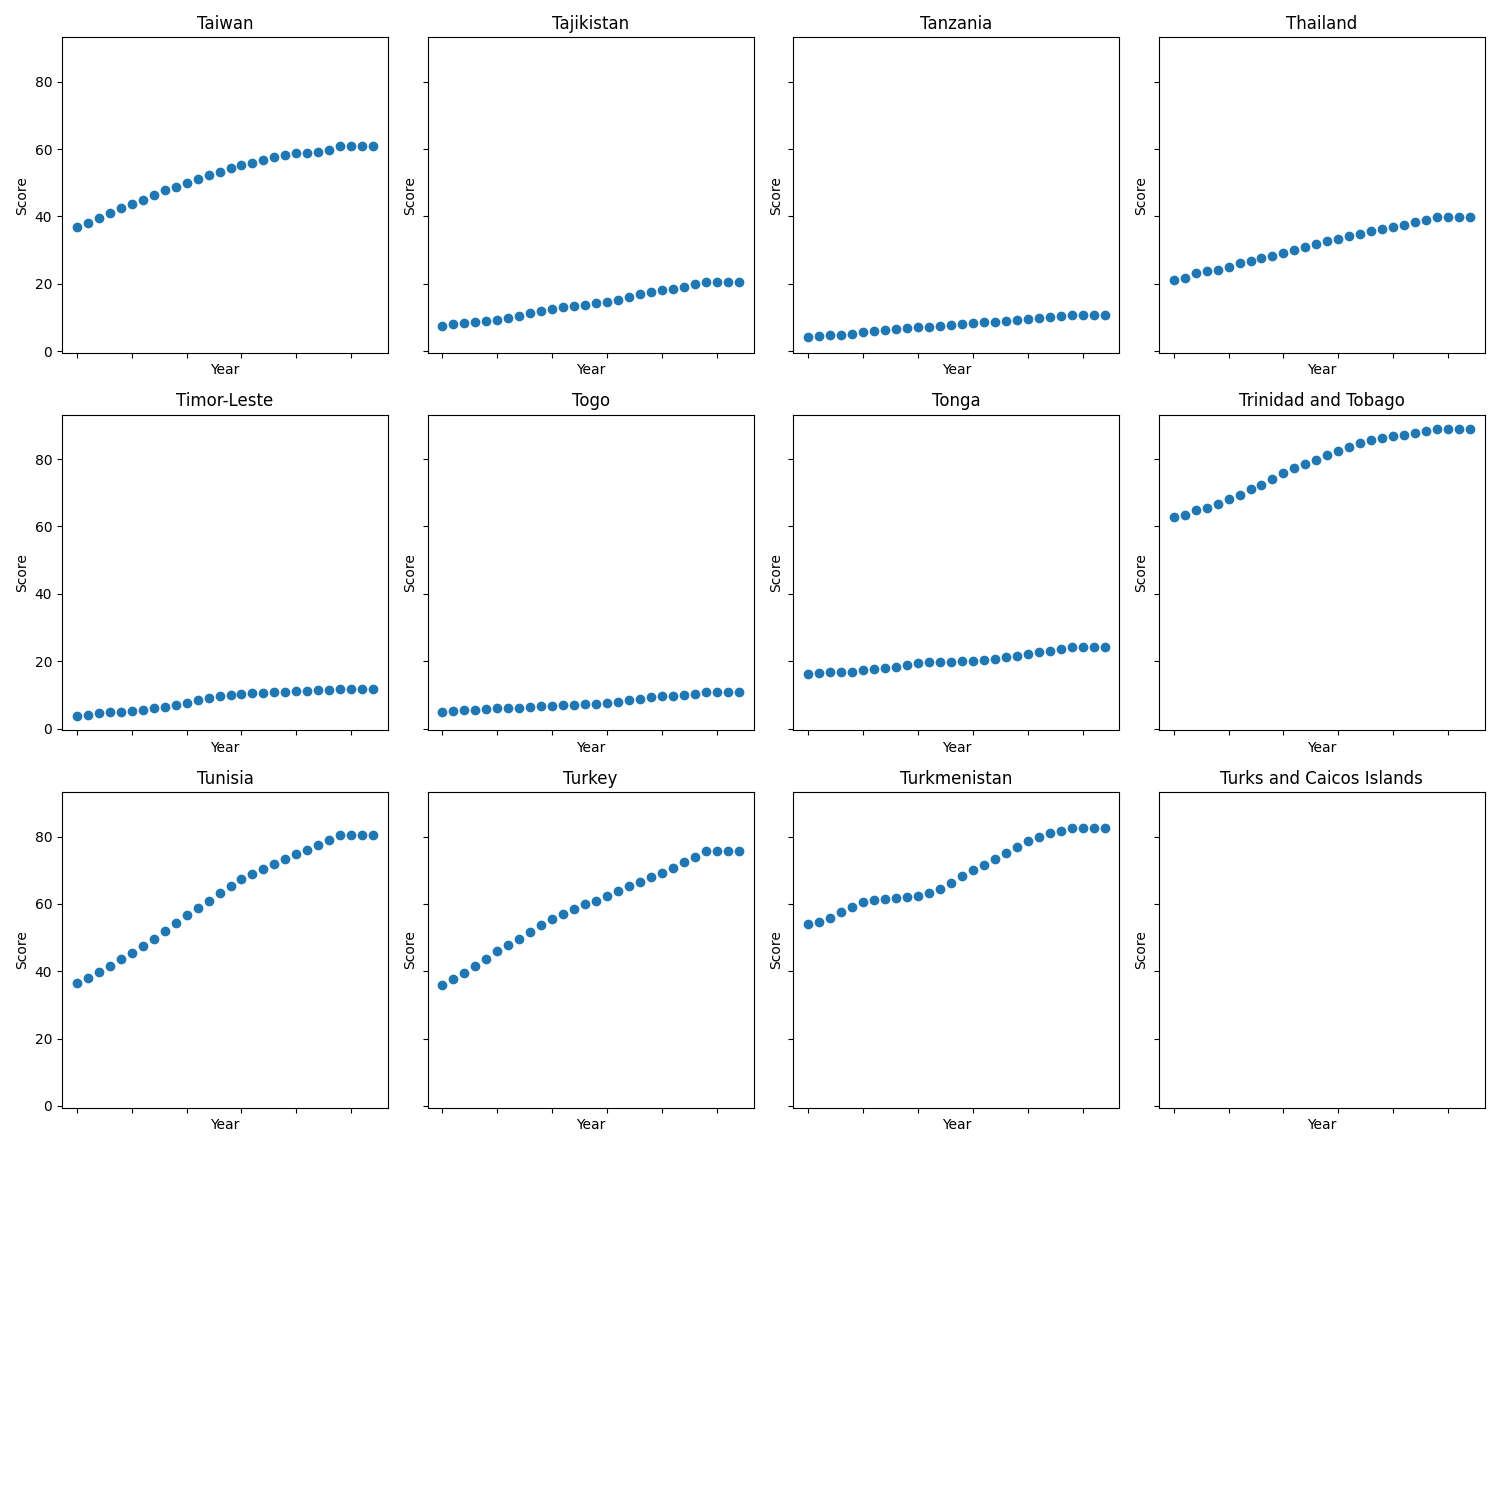 Taiwan
Tajikistan
Tanzania
Thailand
80
60
40
20
0
Score
Score
Score
Score
Year
Year
Year
Year
Timor-Leste
Togo
Tonga
Trinidad and Tobago
80
60
40
20
0
Score
Score
Score
Score
Year
Year
Year
Year
Tunisia
Turkey
Turkmenistan
Turks and Caicos Islands
80
60
40
20
0
Score
Score
Score
Score
Year
Year
Year
Year